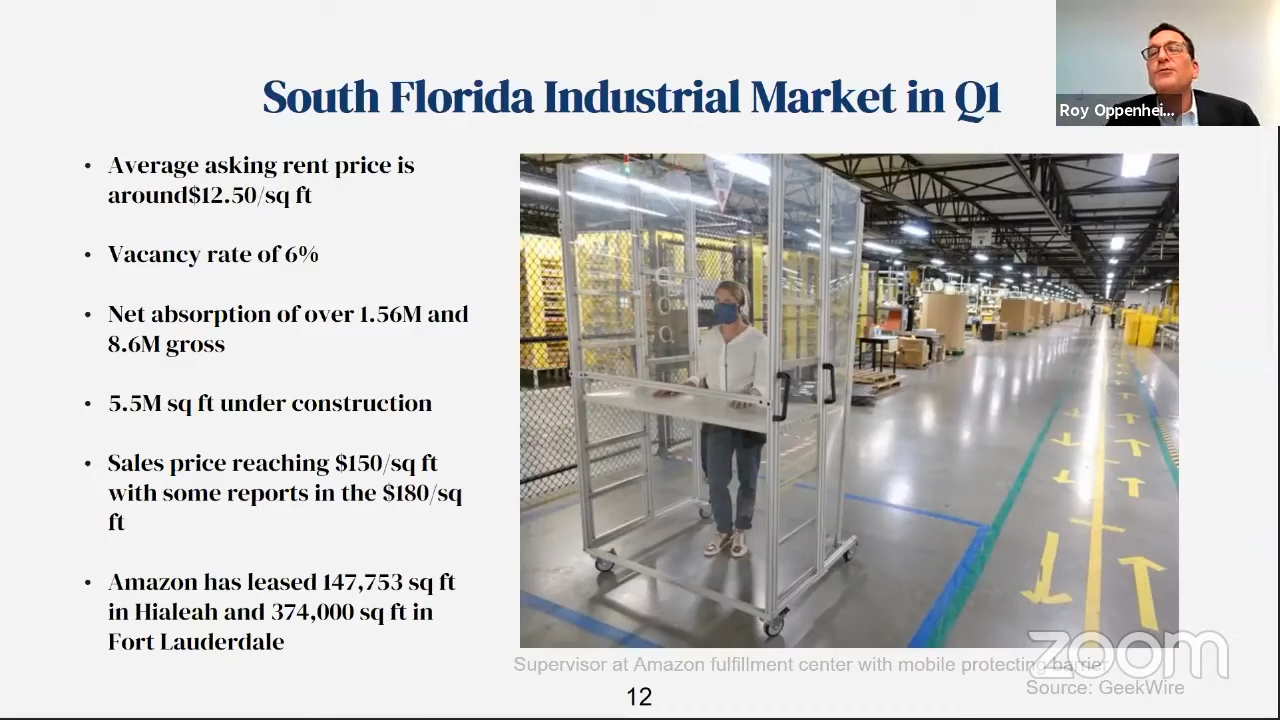 South Florida Industrial Market in Q1
Roy Oppenhei...
• Average asking rent price is
around$12.50/sq ft
• Vacancy rate of 6%
• Net absorption of over 1.56M and
8.6M gross
• 5.5M sq ft under construction
• Sales price reaching $150/sq ft
with some reports in the $180/sq
ft
• Amazon has leased 147,753 sq ft
in Hialeah and 374,000 sq ft in
Fort Lauderdale
Supervisor at Amazon fulfillment center with mobile protecting barrier
Source: GeekWire
zoom
12